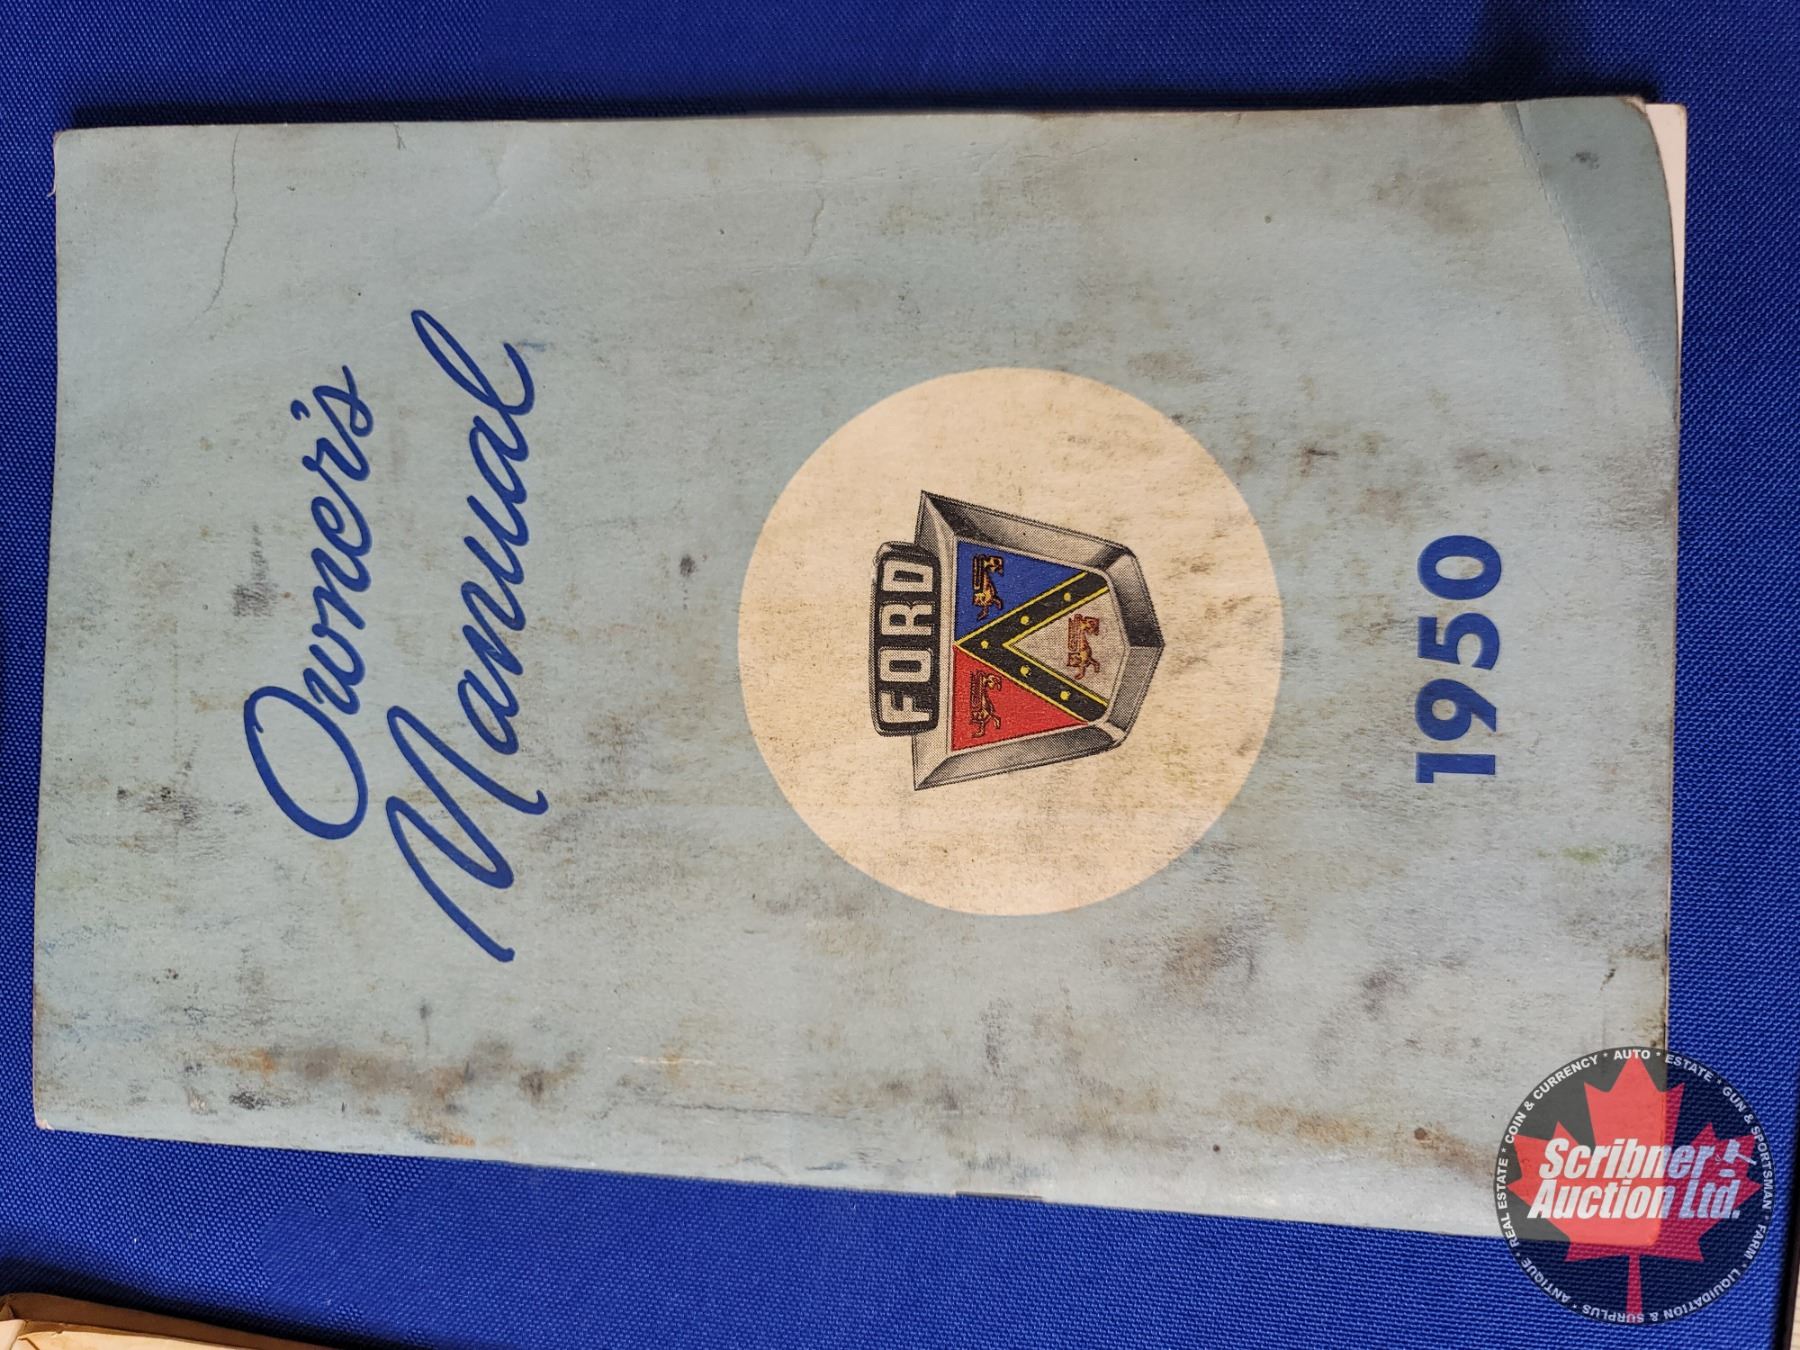 Owner's
Manual
FORD
1950
Scribner
Auction Ltd.
ANTIQUE * REAL ESTATE * COIN & CURRENCY * AUTO * ESTATE * GUN & SPORTSMAN * FARM * LIQUIDATION & SURPLUS *